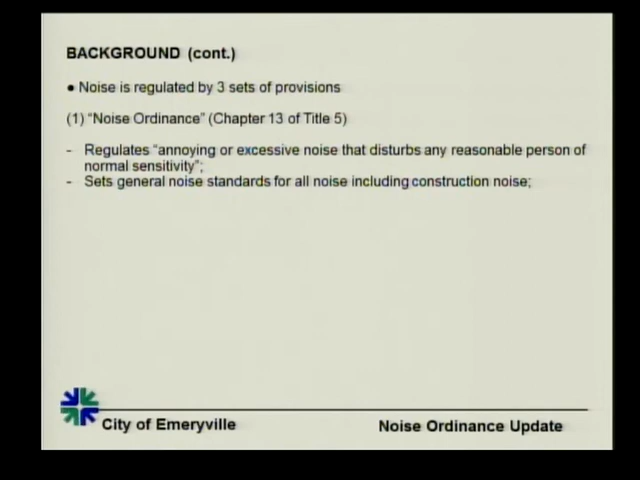 BACKGROUND (cont.)
● Noise is regulated by 3 sets of provisions
(1) “Noise Ordinance” (Chapter 13 of Title 5)
- Regulates “annoying or excessive noise that disturbs any reasonable person of
normal sensitivity”;
- Sets general noise standards for all noise including construction noise;
City of Emeryville
Noise Ordinance Update